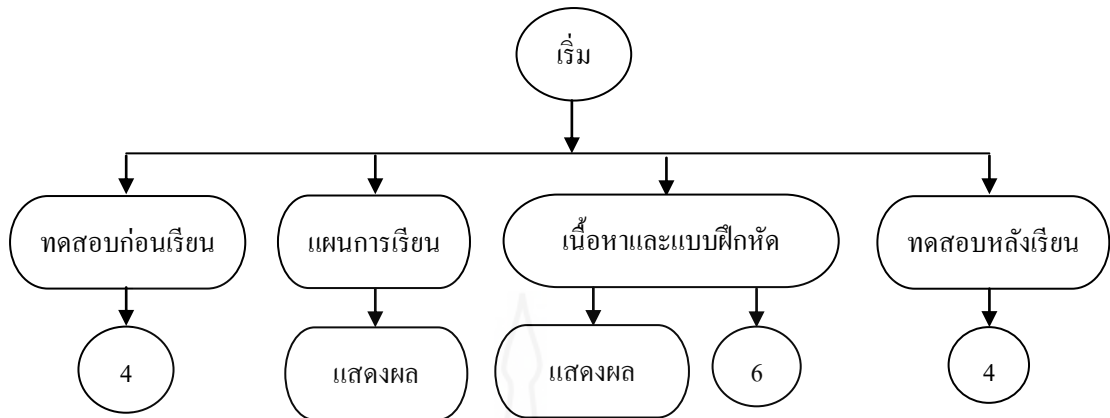 เริ่ม
ทดสอบก่อนเรียน
แผนการเรียน
เนื้อหาและแบบฝึกหัด
ทดสอบหลังเรียน
4
แสดงผล
แสดงผล
6
4